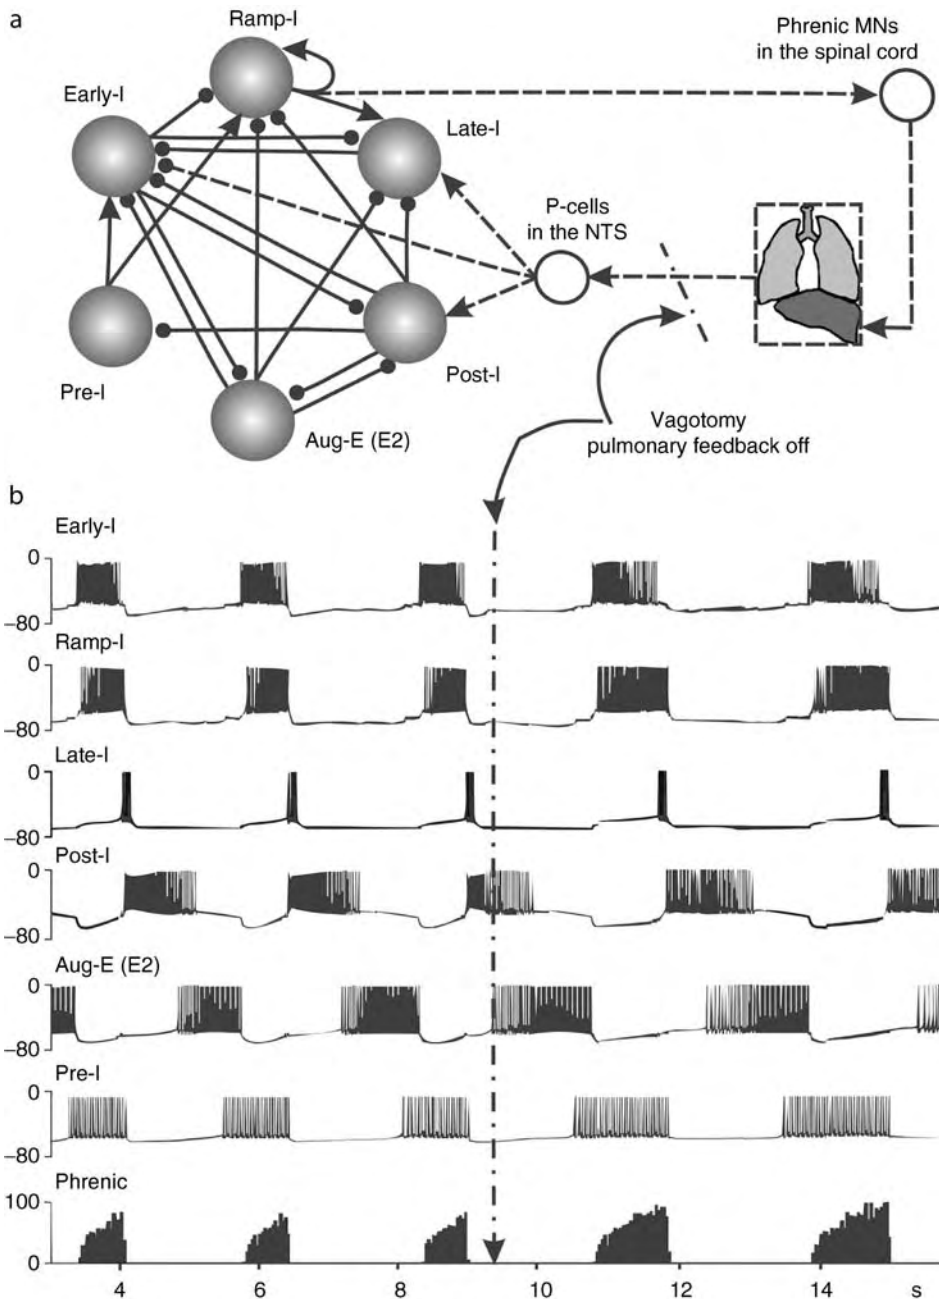 a
Ramp-I
Phrenic MNs
in the spinal cord
Early-I
Late-I
P-cells
in the NTS
Pre-I
Post-I
Aug-E (E2)
Vagotomy
pulmonary feedback off
b
Early-I
0
–80
Ramp-I
0
–80
Late-I
0
–80
Post-I
0
–80
Aug-E (E2)
0
–80
Pre-I
0
–80
Phrenic
100
0
4 6 8 10 12 14 s